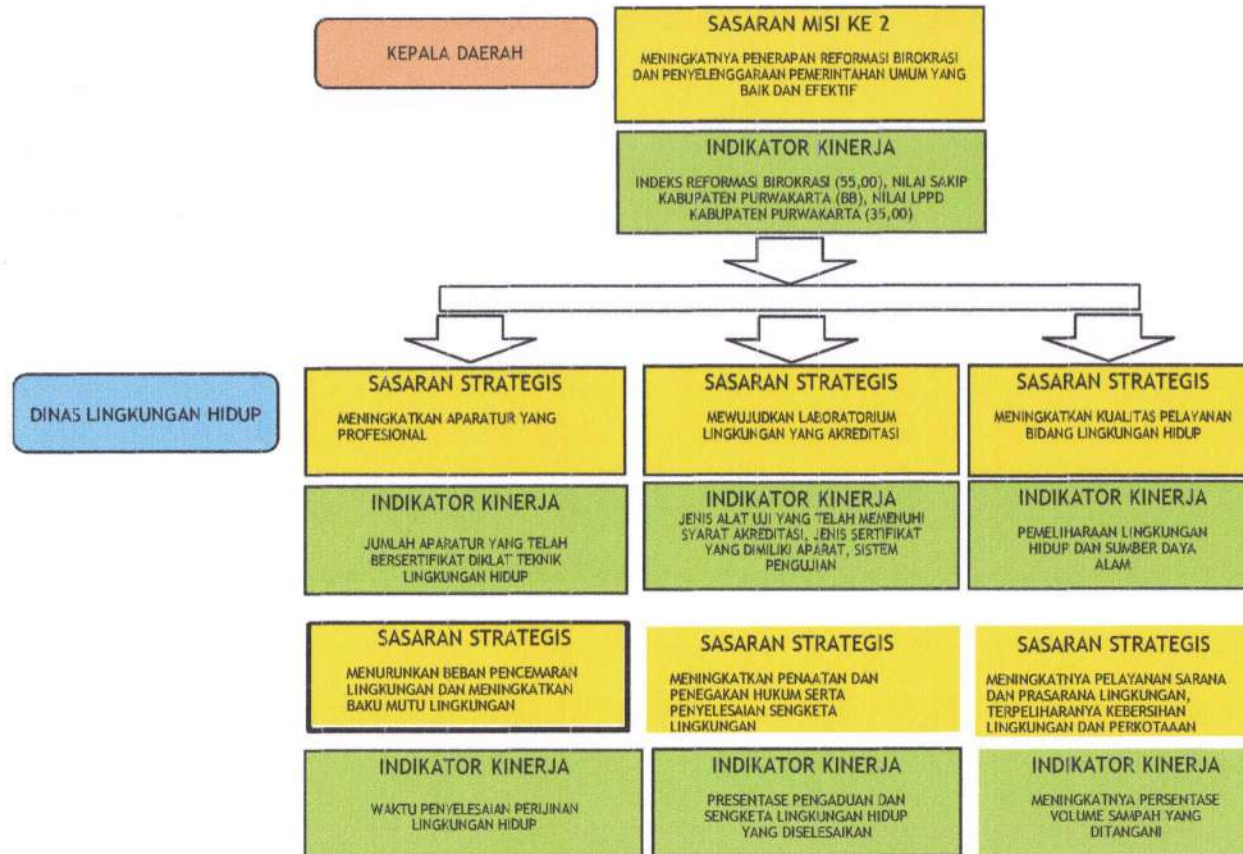 KEPALA DAERAH
SASARAN MISI KE 2
MENINGKATNYA PENERAPAN REFORMASI BIROKRASI
DAN PENYELENGGARAAN PEMERINTAHAN UMUM YANG
BAIK DAN EFEKTIF
INDIKATOR KINERJA
INDEKS REFORMASI BIROKRASI (55,00), NILAI SAKIP
KABUPATEN PURWAKARTA (BB), NILAI LPPD
KABUPATEN PURWAKARTA (35,00)
DINAS LINGKUNGAN HIDUP
SASARAN STRATEGIS
MENINGKATKAN APARATUR YANG
PROFESIONAL
SASARAN STRATEGIS
MEWUJUDKAN LABORATORIUM
LINGKUNGAN YANG AKREDITASI
SASARAN STRATEGIS
MENINGKATKAN KUALITAS PELAYANAN
BIDANG LINGKUNGAN HIDUP
INDIKATOR KINERJA
JUMLAH APARATUR YANG TELAH
BERSERTIFIKAT DIKLAT TEKNIK
LINGKUNGAN HIDUP
INDIKATOR KINERJA
JENIS ALAT UJI YANG TELAH MEMENUHI
SYARAT AKREDITASI, JENIS SERTIFIKAT
YANG DIMILIKI APARAT, SISTEM
PENGUJIAN
INDIKATOR KINERJA
PEMELIHARAAN LINGKUNGAN
HIDUP DAN SUMBER DAYA
ALAM
SASARAN STRATEGIS
MENURUNKAN BEBAN PENCEMARAN
LINGKUNGAN DAN MENINGKATKAN
BAKU MUTU LINGKUNGAN
SASARAN STRATEGIS
MENINGKATKAN PENAATAN DAN
PENEGAKAN HUKUM SERTA
PENYELESAIAN SENGKETA
LINGKUNGAN
SASARAN STRATEGIS
MENINGKATNYA PELAYANAN SARANA
DAN PRASARANA LINGKUNGAN,
TERPELIHARANYA KEBERSIHAN
LINGKUNGAN DAN PERKOTAAAN
INDIKATOR KINERJA
WAKTU PENYELESAIAN PERIJINAN
LINGKUNGAN HIDUP
INDIKATOR KINERJA
PRESENTASE PENGADUAN DAN
SENGKETA LINGKUNGAN HIDUP
YANG DISELESAIKAN
INDIKATOR KINERJA
MENINGKATNYA PERSENTASE
VOLUME SAMPAH YANG
DITANGANI